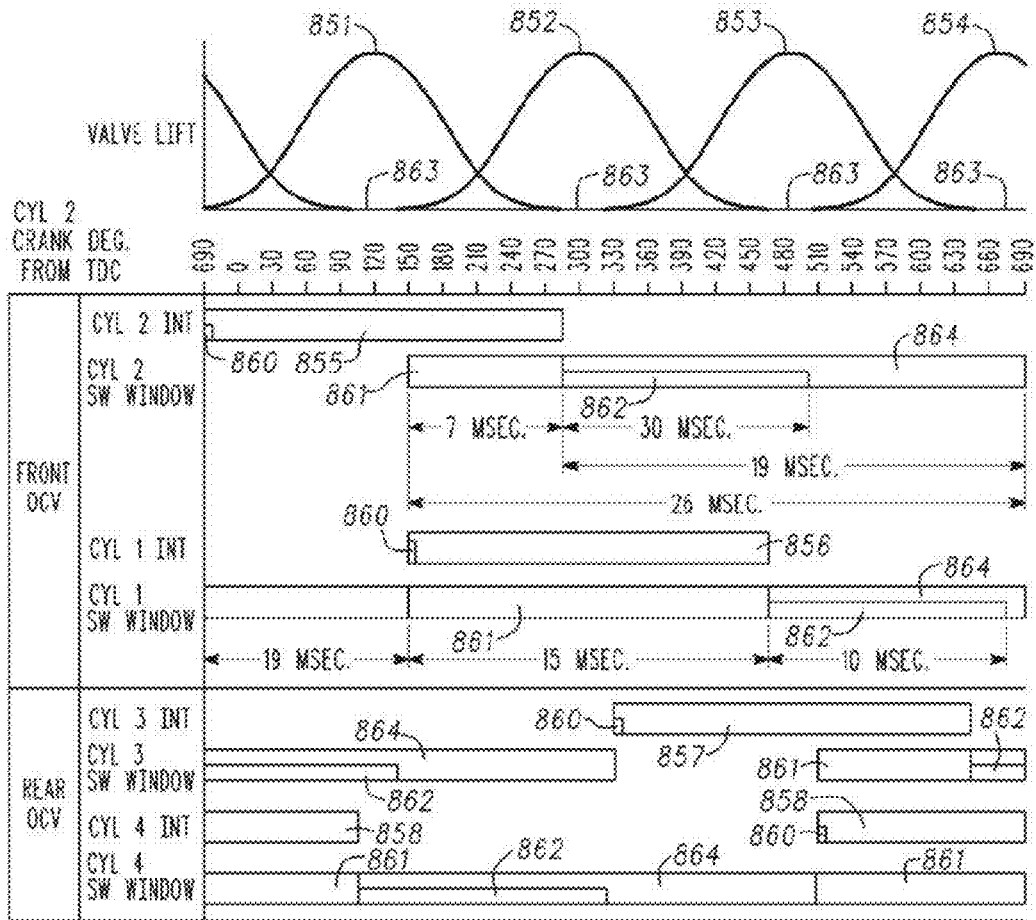 851
852
853
854
VALVE LIFT
863
863
863
863
CYL 2
CRANK DEG.
FROM TDC
690 0 30 60 90 120 150 180 210 240 270 300 330 360 390 420 450 480 510 540 570 600 630 660 690
FRONT
OCV
CYL 2 INT
860
855
CYL 2
SW WINDOW
861
862
864
7 MSEC.
30 MSEC.
19 MSEC.
26 MSEC.
CYL 1 INT
860
856
CYL 1
SW WINDOW
861
862
864
19 MSEC.
15 MSEC.
10 MSEC.
REAR
OCV
CYL 3 INT
860
857
862
CYL 3
SW WINDOW
864
862
861
CYL 4 INT
858
860
858
CYL 4
SW WINDOW
861
862
864
861